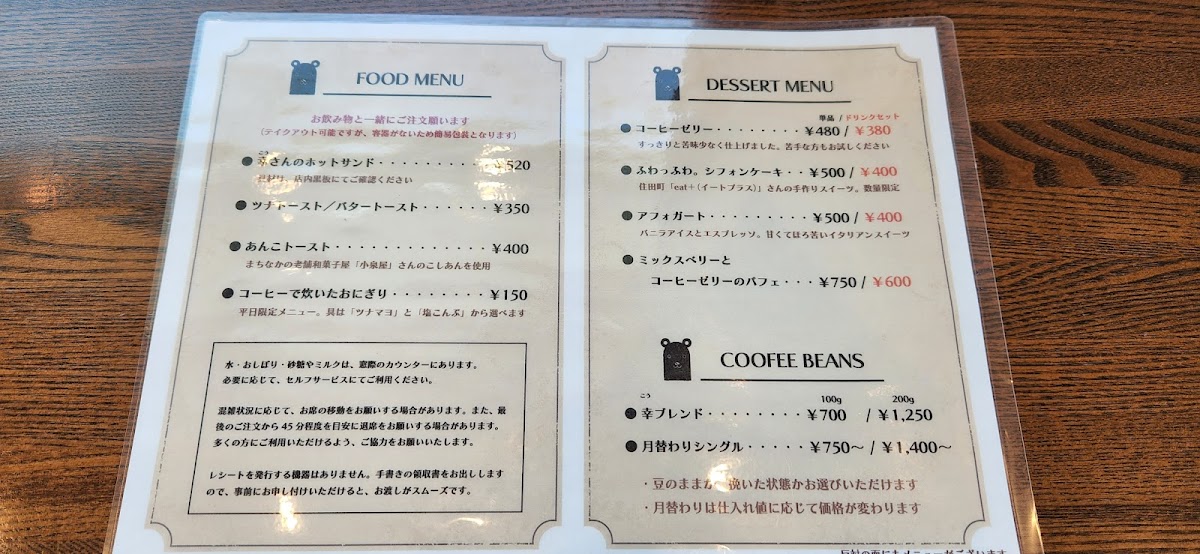 FOOD MENU
お飲み物と一緒にご注文願います
(テイクアウト可能ですが、容器がないため簡易包装となります)
こう
● 幸さんのホットサンド・・・・・・・・・¥520
具材は、店内黒板にてご確認ください
● ツナトースト/バタートースト・・・・・・¥350
● あんこトースト・・・・・・・・・・・・・¥400
まちなかの老舗和菓子屋「小泉屋」さんのこしあんを使用
● コーヒーで炊いたおにぎり・・・・・・・・¥150
平日限定メニュー。具は「ツナマヨ」と「塩こんぶ」から選べます
水・おしぼり・砂糖やミルクは、窓際のカウンターにあります。
必要に応じて、セルフサービスにてご利用ください。
混雑状況に応じて、お席の移動をお願いする場合があります。また、最
後のご注文から45分程度を目安に退席をお願いする場合があります。
多くの方にご利用いただけるよう、ご協力をお願いいたします。
レシートを発行する機器はありません。手書きの領収書をお出ししますの
で、事前にお申し付けいただけると、お渡しがスムーズです。
DESSERT MENU
単品 / ドリンクセット
● コーヒーゼリー・・・・・・・・¥480 / ¥380
すっきりと苦味少なく仕上げました。苦手な方もお試しください
● ふわっふわ。シフォンケーキ・・¥500 / ¥400
住田町「eat+(イートプラス)」さんの手作りスイーツ。数量限定
● アフォガート・・・・・・・・・¥500 / ¥400
バニラアイスとエスプレッソ。甘くてほろ苦いイタリアンスイーツ
● ミックスベリーと
コーヒーゼリーのパフェ・・・¥750 / ¥600
COOFEE BEANS
こう 100g 200g
● 幸ブレンド・・・・・・・・¥700 / ¥1,250
● 月替わりシングル・・・・・¥750〜 / ¥1,400〜
・豆のままか 挽いた状態かお選びいただけます
・月替わりは仕入れ値に応じて価格が変わります